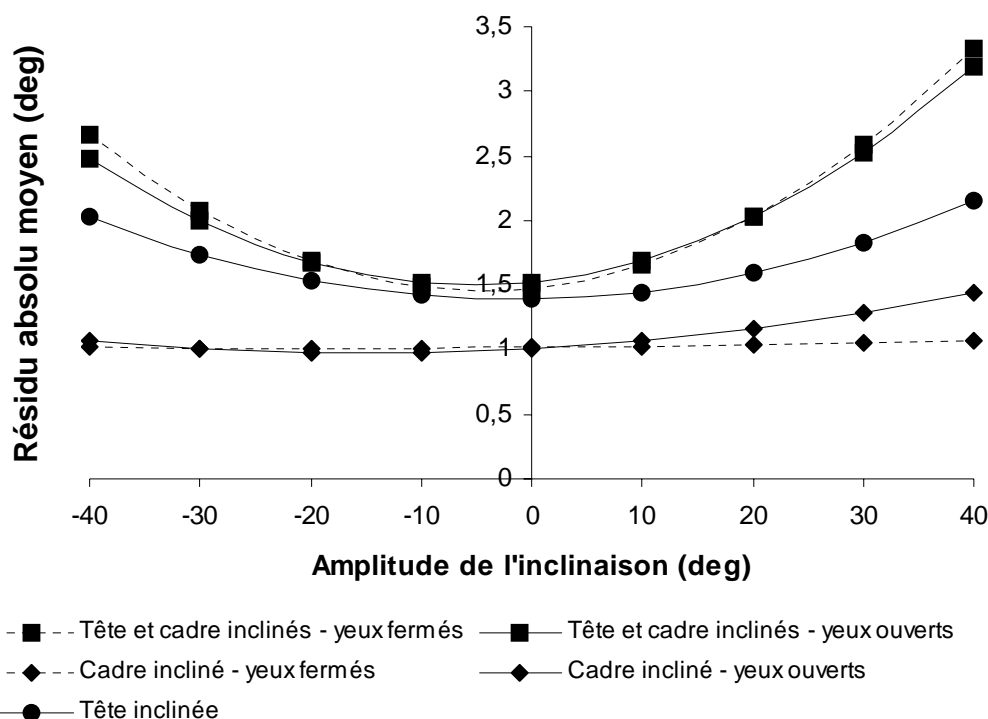 Résidu absolu moyen (deg)
3,5
3
2,5
2
1,5
1
0,5
0
-40 -30 -20 -10 0 10 20 30 40
Amplitude de l'inclinaison (deg)
Tête et cadre inclinés - yeux fermés Tête et cadre inclinés - yeux ouverts
Cadre incliné - yeux fermés Cadre incliné - yeux ouverts
Tête inclinée